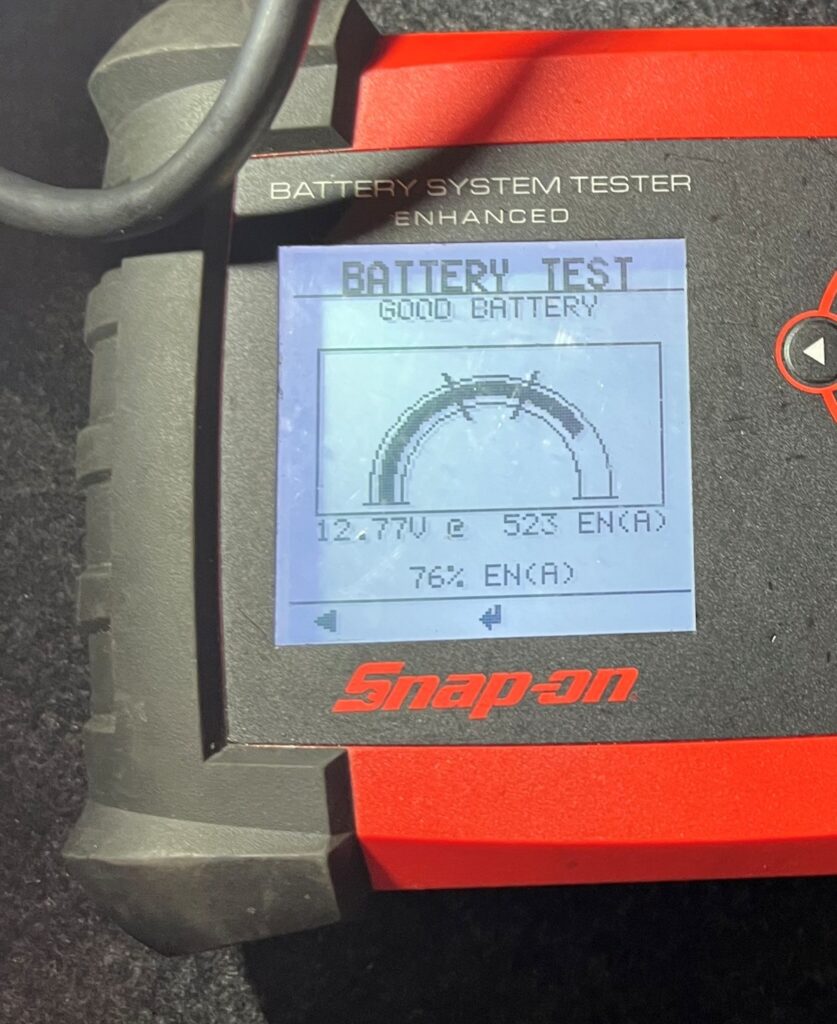 BATTERY SYSTEM TESTER
ENHANCED
BATTERY TEST
GOOD BATTERY
12.77V @ 523 EN(A)
76% EN(A)
Snap-on